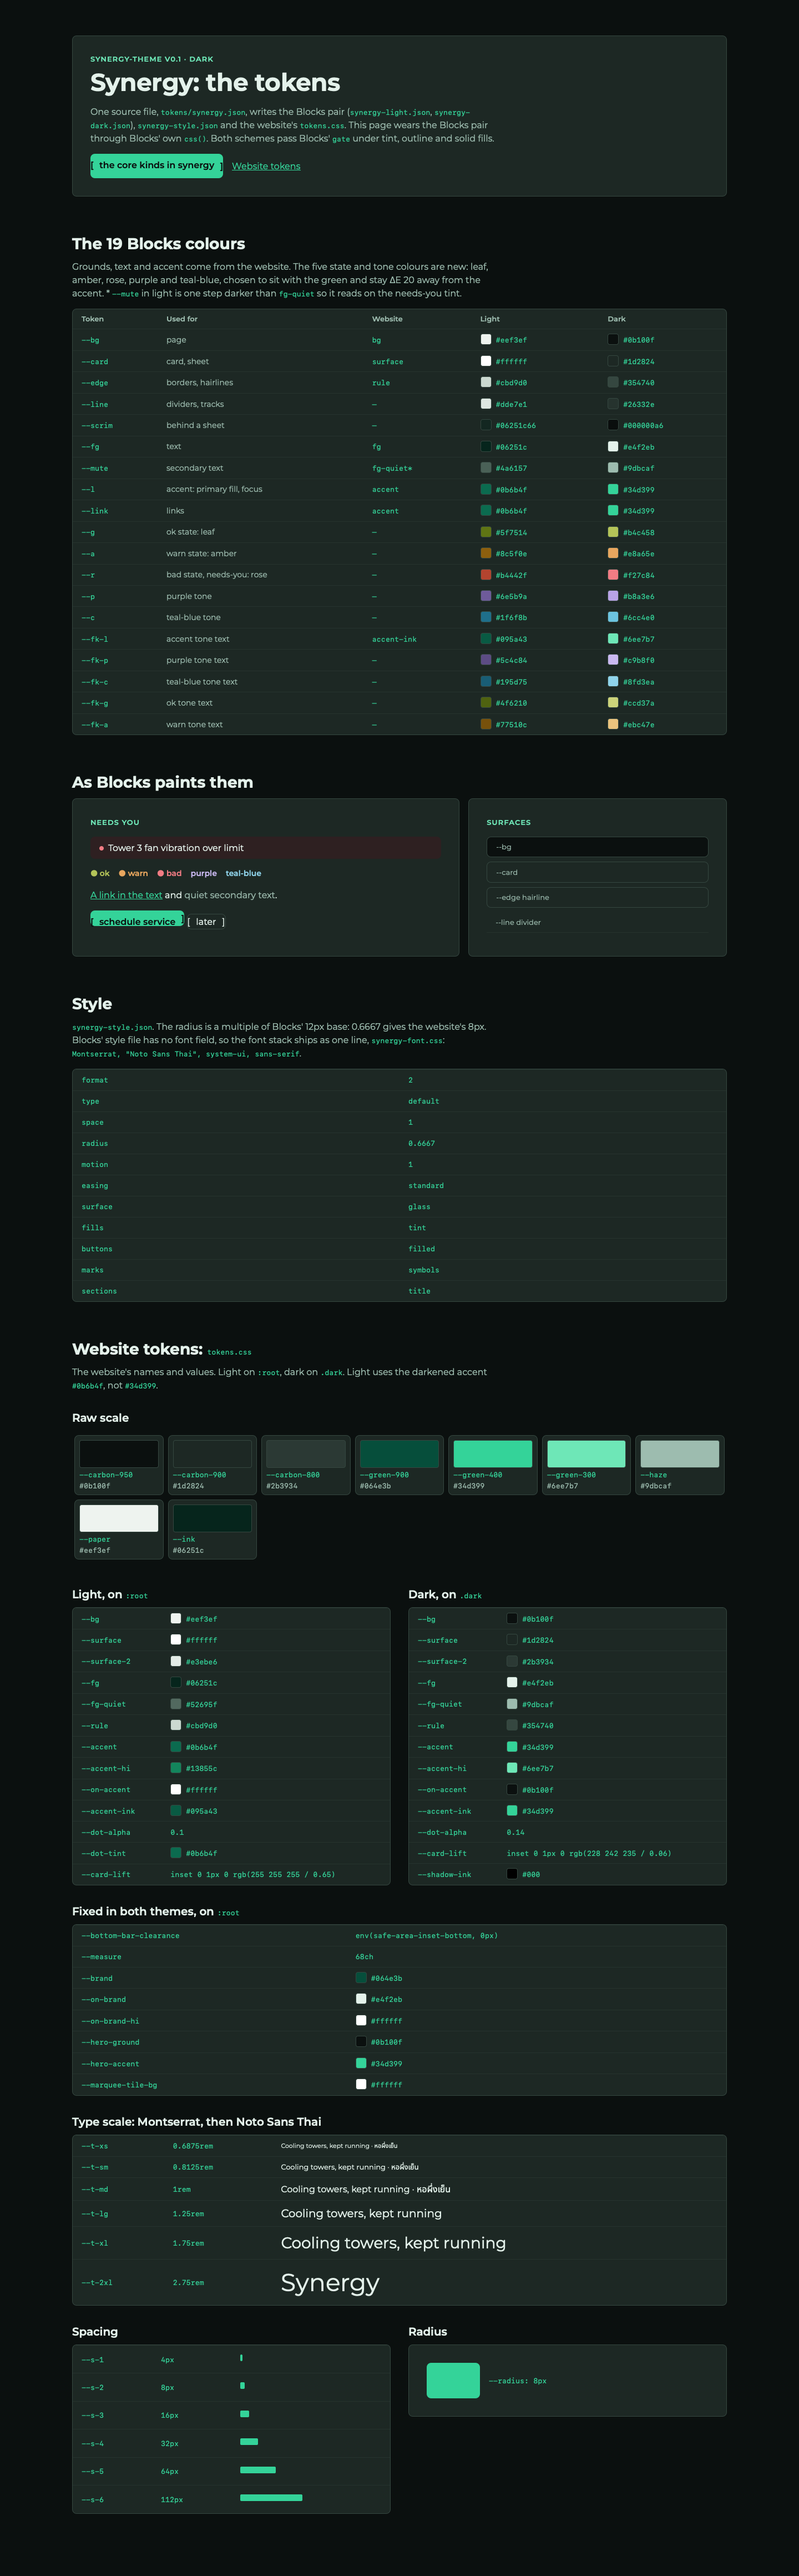 SYNERGY-THEME V0.1 · DARK
Synergy: the tokens
One source file, tokens/synergy.json, writes the Blocks pair (synergy-light.json, synergy-
dark.json), synergy-style.json and the website's tokens.css. This page wears the Blocks pair
through Blocks' own css(). Both schemes pass Blocks' gate under tint, outline and solid fills.
[ the core kinds in synergy ] Website tokens
The 19 Blocks colours
Grounds, text and accent come from the website. The five state and tone colours are new: leaf,
amber, rose, purple and teal-blue, chosen to sit with the green and stay ΔE 20 away from the
accent. * --mute in light is one step darker than fg-quiet so it reads on the needs-you tint.
Token Used for Website Light Dark
--bg page bg #eef3ef #0b100f
--card card, sheet surface #ffffff #1d2824
--edge borders, hairlines rule #cbd9d0 #354740
--line dividers, tracks — #dde7e1 #26332e
--scrim behind a sheet — #06251c66 #000000a6
--fg text fg #06251c #e4f2eb
--mute secondary text fg-quiet* #4a6157 #9dbcaf
--l accent: primary fill, focus accent #0b6b4f #34d399
--link links accent #0b6b4f #34d399
--g ok state: leaf — #5f7514 #b4c458
--a warn state: amber — #8c5f0e #e8a65e
--r bad state, needs-you: rose — #b4442f #f27c84
--p purple tone — #6e5b9a #b8a3e6
--c teal-blue tone — #1f6f8b #6cc4e0
--fk-l accent tone text accent-ink #095a43 #6ee7b7
--fk-p purple tone text — #5c4c84 #c9b8f0
--fk-c teal-blue tone text — #195d75 #8fd3ea
--fk-g ok tone text — #4f6210 #ccd37a
--fk-a warn tone text — #77510c #ebc47e
As Blocks paints them
NEEDS YOU
Tower 3 fan vibration over limit
ok warn bad purple teal-blue
A link in the text and quiet secondary text.
[ schedule service ] [ later ]
SURFACES
--bg
--card
--edge hairline
--line divider
Style
synergy-style.json. The radius is a multiple of Blocks' 12px base: 0.6667 gives the website's 8px.
Blocks' style file has no font field, so the font stack ships as one line, synergy-font.css:
Montserrat, "Noto Sans Thai", system-ui, sans-serif.
format 2
type default
space 1
radius 0.6667
motion 1
easing standard
surface glass
fills tint
buttons filled
marks symbols
sections title
Website tokens: tokens.css
The website's names and values. Light on :root, dark on .dark. Light uses the darkened accent
#0b6b4f, not #34d399.
Raw scale
--carbon-950 --carbon-900 --carbon-800 --green-900 --green-400 --green-300 --haze
#0b100f #1d2824 #2b3934 #064e3b #34d399 #6ee7b7 #9dbcaf
--paper --ink
#eef3ef #06251c
Light, on :root
--bg #eef3ef
--surface #ffffff
--surface-2 #e3ebe6
--fg #06251c
--fg-quiet #52695f
--rule #cbd9d0
--accent #0b6b4f
--accent-hi #13855c
--on-accent #ffffff
--accent-ink #095a43
--dot-alpha 0.1
--dot-tint #0b6b4f
--card-lift inset 0 1px 0 rgb(255 255 255 / 0.65)
Dark, on .dark
--bg #0b100f
--surface #1d2824
--surface-2 #2b3934
--fg #e4f2eb
--fg-quiet #9dbcaf
--rule #354740
--accent #34d399
--accent-hi #6ee7b7
--on-accent #0b100f
--accent-ink #34d399
--dot-alpha 0.14
--card-lift inset 0 1px 0 rgb(228 242 235 / 0.06)
--shadow-ink #000
Fixed in both themes, on :root
--bottom-bar-clearance env(safe-area-inset-bottom, 0px)
--measure 68ch
--brand #064e3b
--on-brand #e4f2eb
--on-brand-hi #ffffff
--hero-ground #0b100f
--hero-accent #34d399
--marquee-tile-bg #ffffff
Type scale: Montserrat, then Noto Sans Thai
--t-xs 0.6875rem Cooling towers, kept running · หอผึ่งเย็น
--t-sm 0.8125rem Cooling towers, kept running · หอผึ่งเย็น
--t-md 1rem Cooling towers, kept running · หอผึ่งเย็น
--t-lg 1.25rem Cooling towers, kept running
--t-xl 1.75rem Cooling towers, kept running
--t-2xl 2.75rem Synergy
Spacing
--s-1 4px
--s-2 8px
--s-3 16px
--s-4 32px
--s-5 64px
--s-6 112px
Radius
--radius: 8px